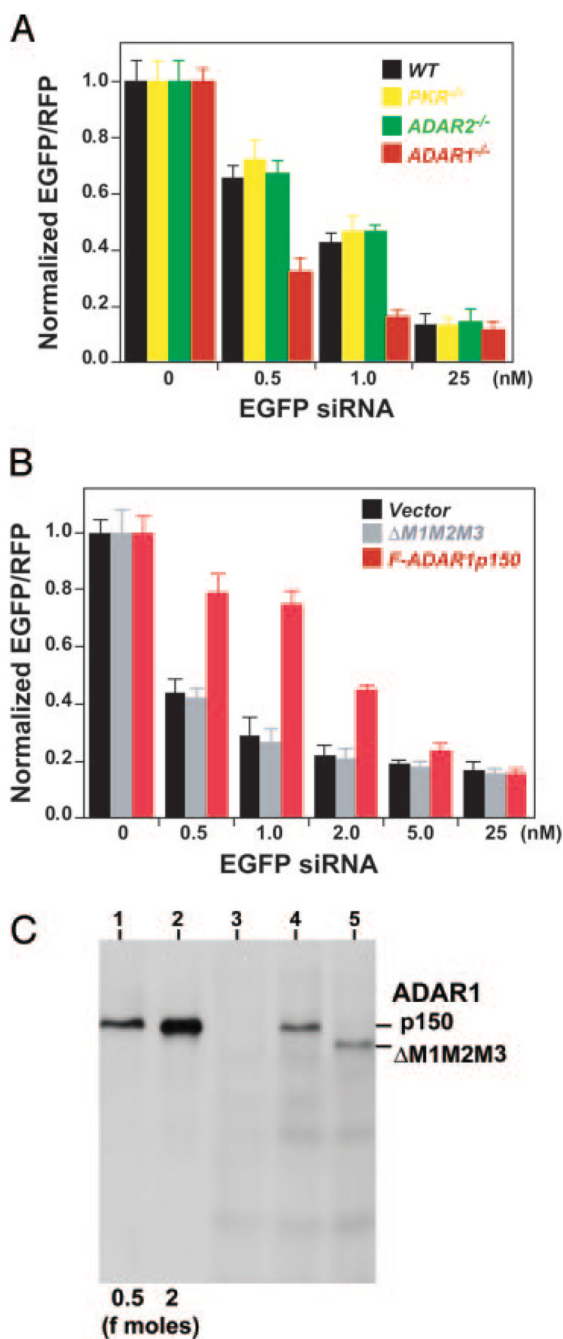 A
Normalized EGFP/RFP
1.0
0.8
0.6
0.4
0.2
0.0
WT
PKR-/-
ADAR2-/-
ADAR1-/-
0 0.5 1.0 25 (nM)
EGFP siRNA
B
Normalized EGFP/RFP
1.0
0.8
0.6
0.4
0.2
0.0
Vector
ΔM1M2M3
F-ADAR1p150
0 0.5 1.0 2.0 5.0 25 (nM)
EGFP siRNA
C
1 2 3 4 5
ADAR1
p150
ΔM1M2M3
0.5 2
(f moles)